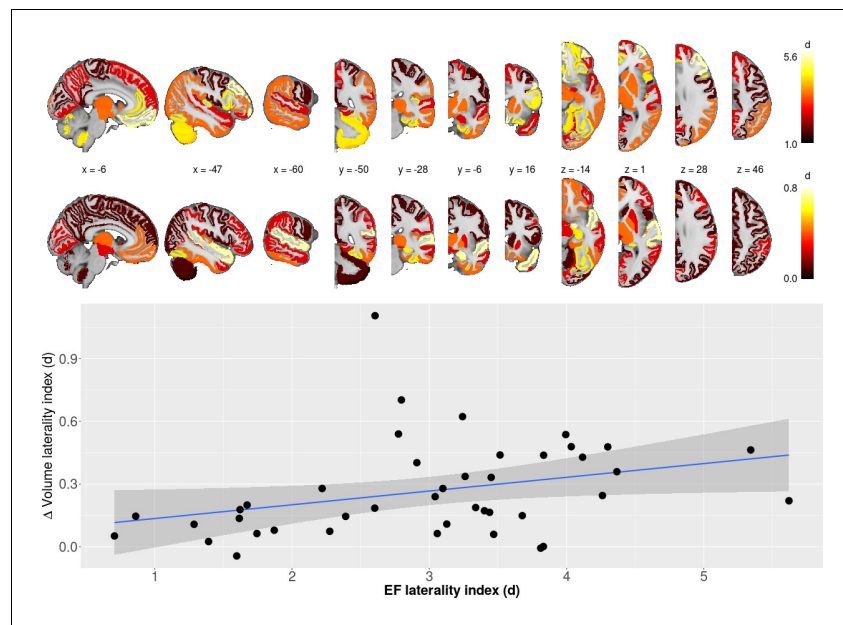 d
5.6
1.0
x = -6 x = -47 x = -60 y = -50 y = -28 y = -6 y = 16 z = -14 z = 1 z = 28 z = 46
d
0.8
0.0
Δ Volume laterality index (d)
0.9
0.6
0.3
0.0
1 2 3 4 5
EF laterality index (d)